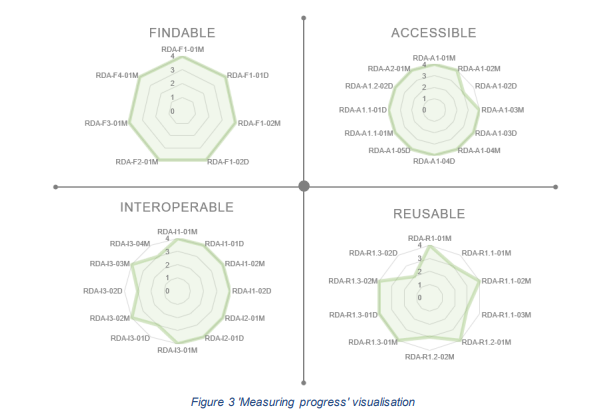 FINDABLE
RDA-F1-01M
RDA-F4-01M
RDA-F1-01D
RDA-F3-01M
RDA-F1-02M
RDA-F2-01M
RDA-F1-02D
4
3
2
1
0
ACCESSIBLE
RDA-A1-01M
RDA-A2-01M
RDA-A1-02M
RDA-A1.2-02D
RDA-A1-02D
RDA-A1.1-01D
RDA-A1-03M
RDA-A1.1-01M
RDA-A1-03D
RDA-A1-05D
RDA-A1-04M
RDA-A1-04D
4
3
2
1
0
INTEROPERABLE
RDA-I1-01M
RDA-I3-04M
RDA-I1-01D
RDA-I3-03M
RDA-I1-02M
RDA-I3-02D
RDA-I1-02D
RDA-I3-02M
RDA-I2-01M
RDA-I3-01D
RDA-I2-01D
RDA-I3-01M
4
3
2
1
0
REUSABLE
RDA-R1-01M
RDA-R1.3-02D
RDA-R1.1-01M
RDA-R1.3-02M
RDA-R1.1-02M
RDA-R1.3-01D
RDA-R1.1-03M
RDA-R1.3-01M
RDA-R1.2-01M
RDA-R1.2-02M
4
3
2
1
0
Figure 3 'Measuring progress' visualisation